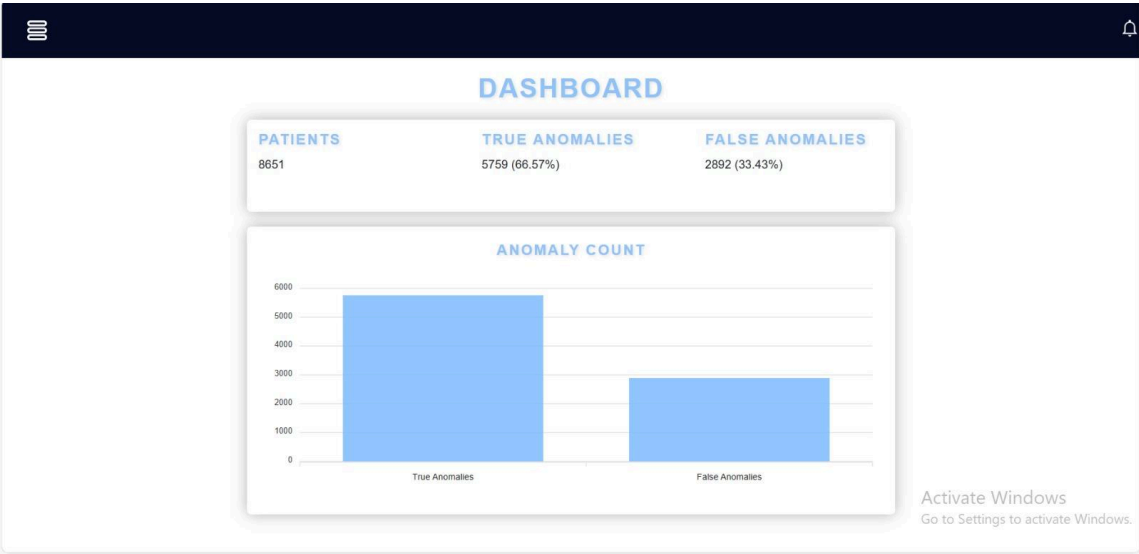 DASHBOARD
PATIENTS TRUE ANOMALIES FALSE ANOMALIES
8651 5759 (66.57%) 2892 (33.43%)
ANOMALY COUNT
6000
5000
4000
3000
2000
1000
0
True Anomalies False Anomalies
Activate Windows
Go to Settings to activate Windows.